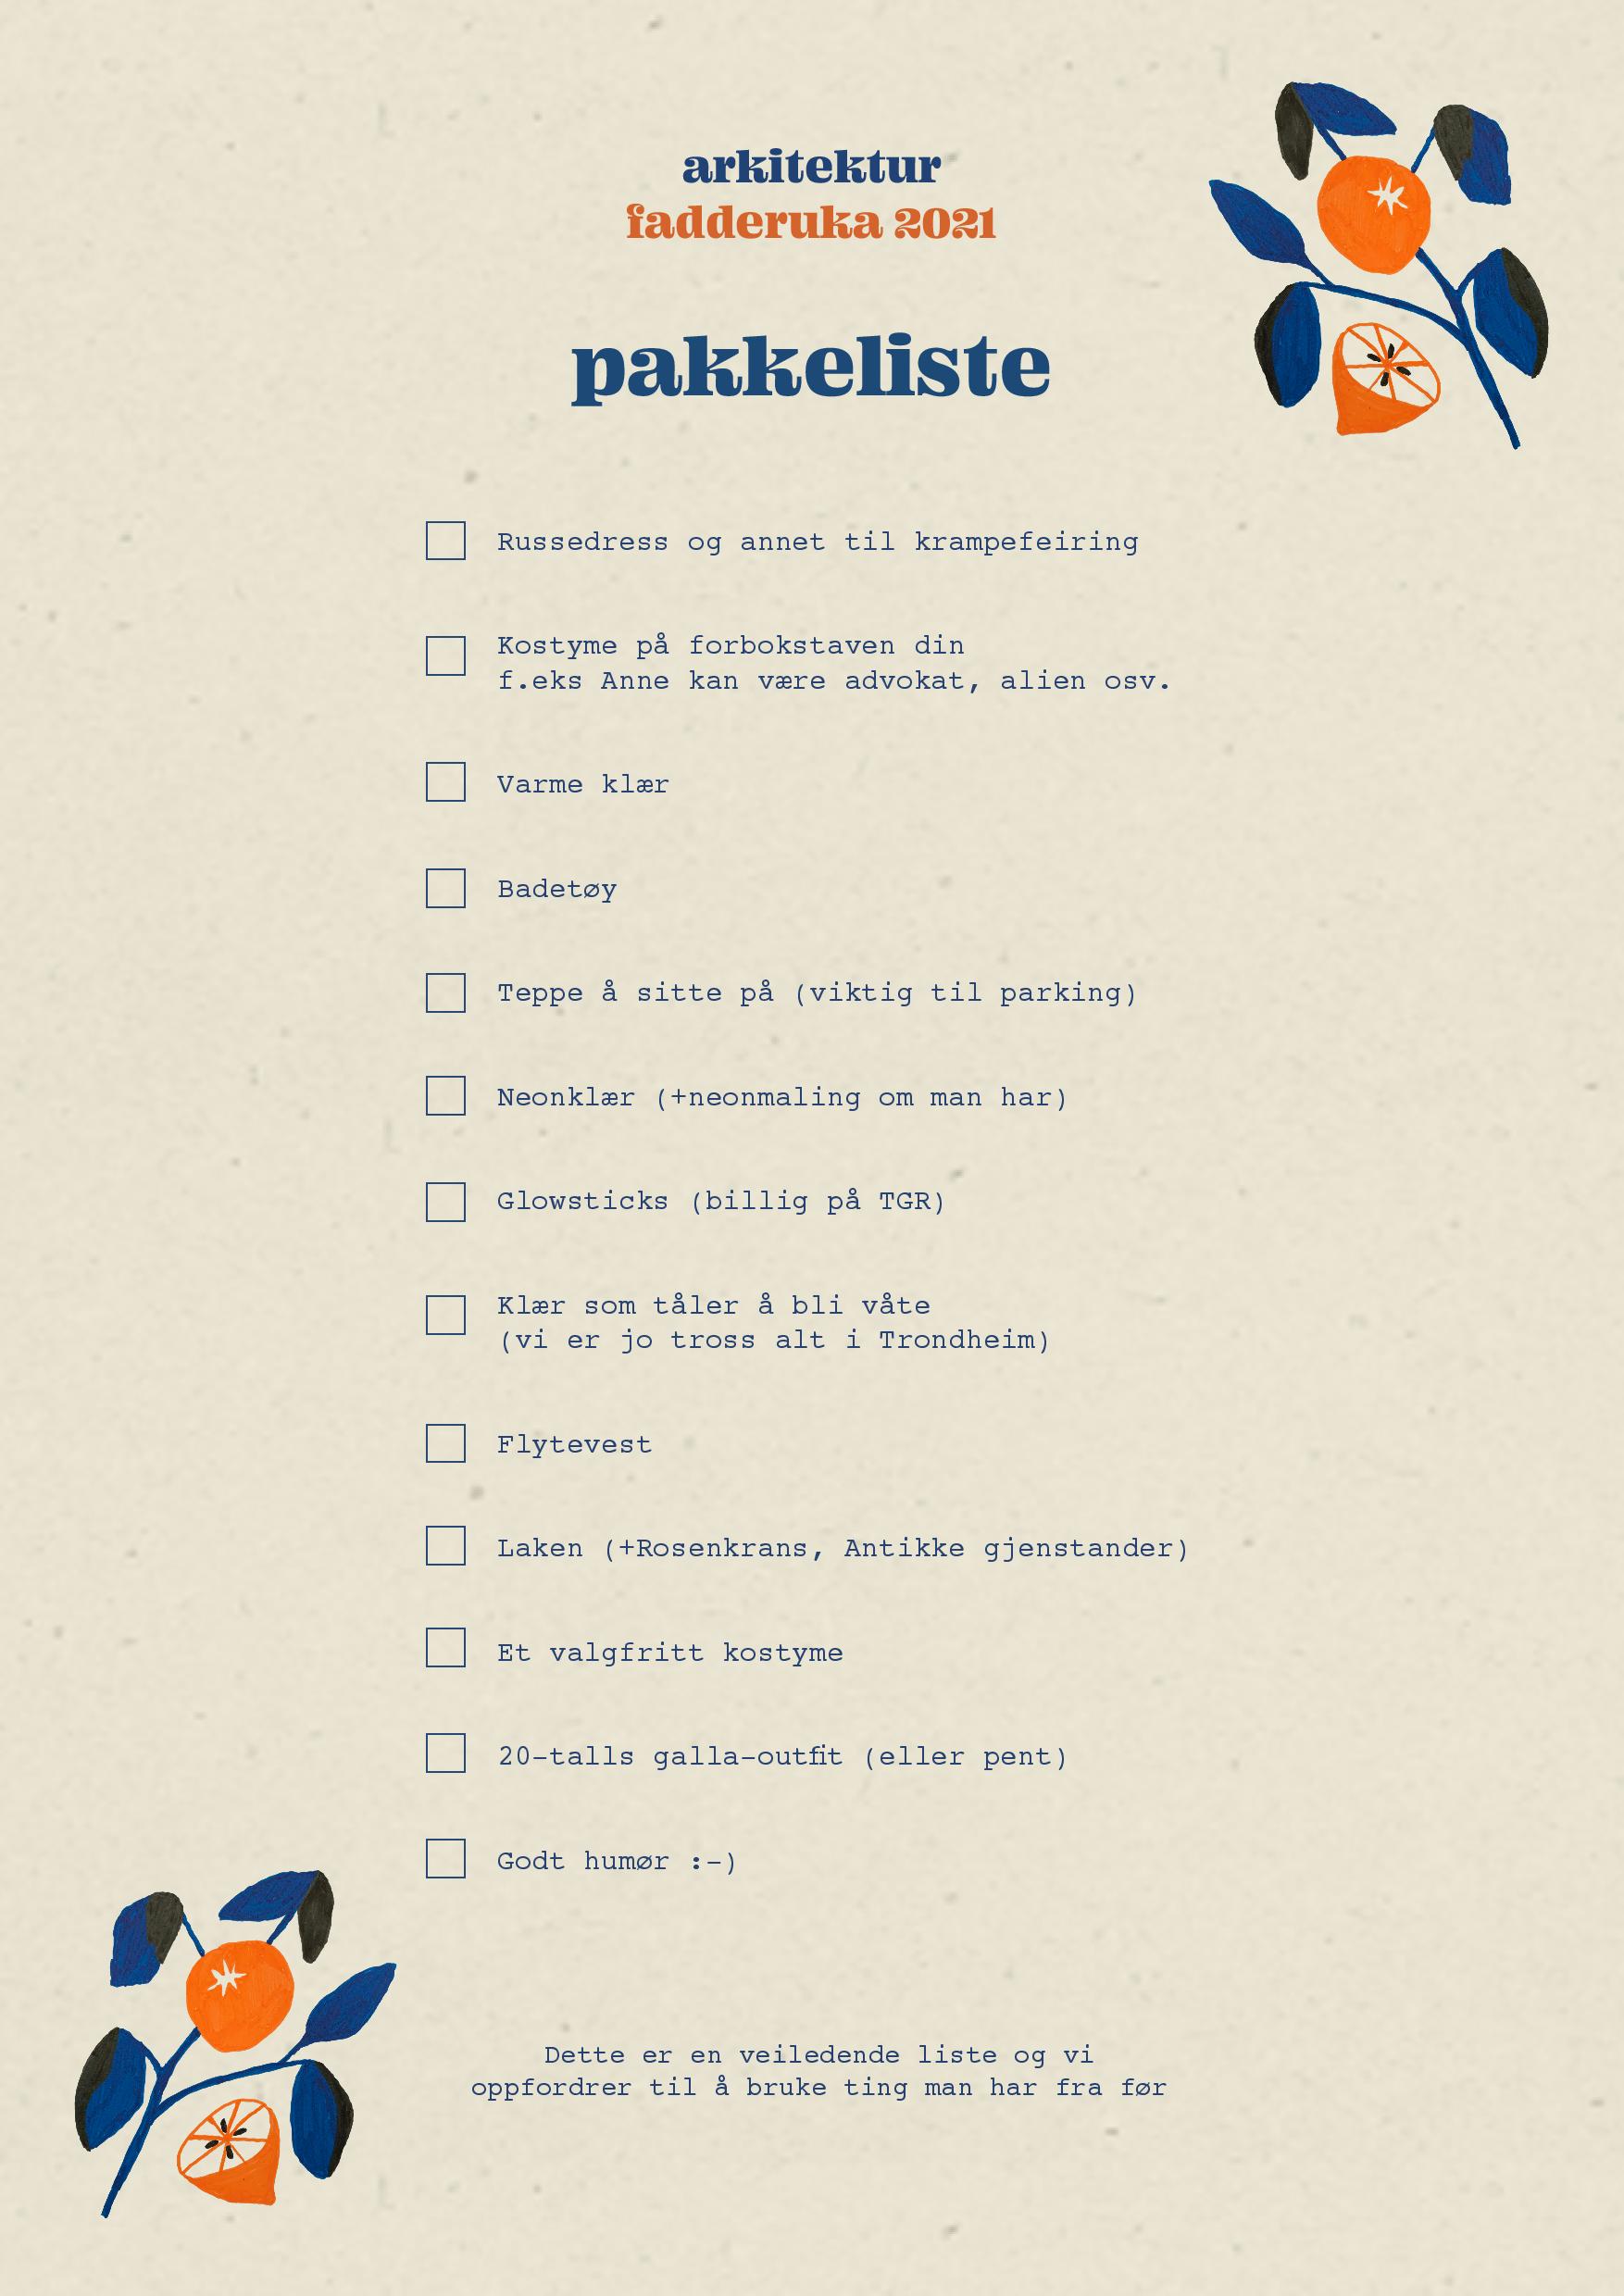 arkitektur
fadderuka 2021
pakkeliste
Russedress og annet til krampefeiring
Kostyme på forbokstaven din
f.eks Anne kan være advokat, alien osv.
Varme klær
Badetøy
Teppe å sitte på (viktig til parking)
Neonklær (+neonmaling om man har)
Glowsticks (billig på TGR)
Klær som tåler å bli våte
(vi er jo tross alt i Trondheim)
Flytevest
Laken (+Rosenkrans, Antikke gjenstander)
Et valgfritt kostyme
20-talls galla-outfit (eller pent)
Godt humør :-)
Dette er en veiledende liste og vi
oppfordrer til å bruke ting man har fra før